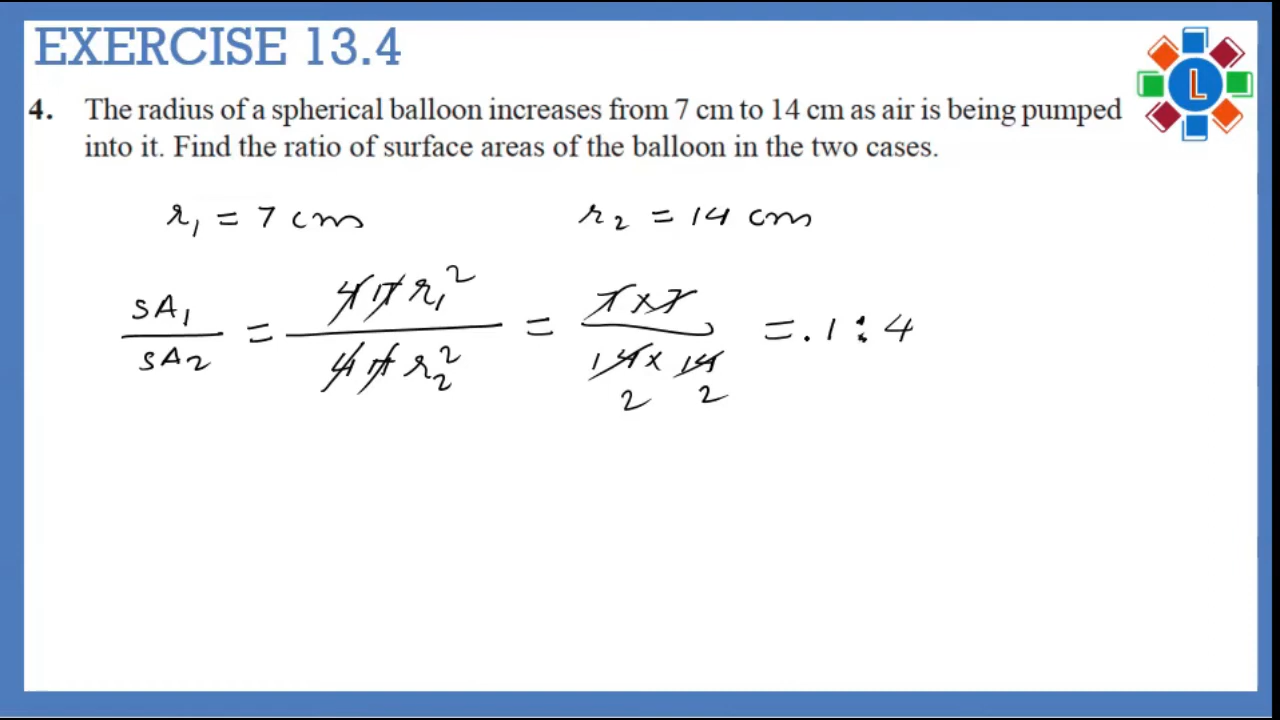 EXERCISE 13.4
L
4. The radius of a spherical balloon increases from 7 cm to 14 cm as air is being pumped
into it. Find the ratio of surface areas of the balloon in the two cases.
r₁ = 7 cm r₂ = 14 cm
SA₁/SA₂ = 4πr₁²/4πr₂² = 7×7/14×14 = . 1 : 4
2 2